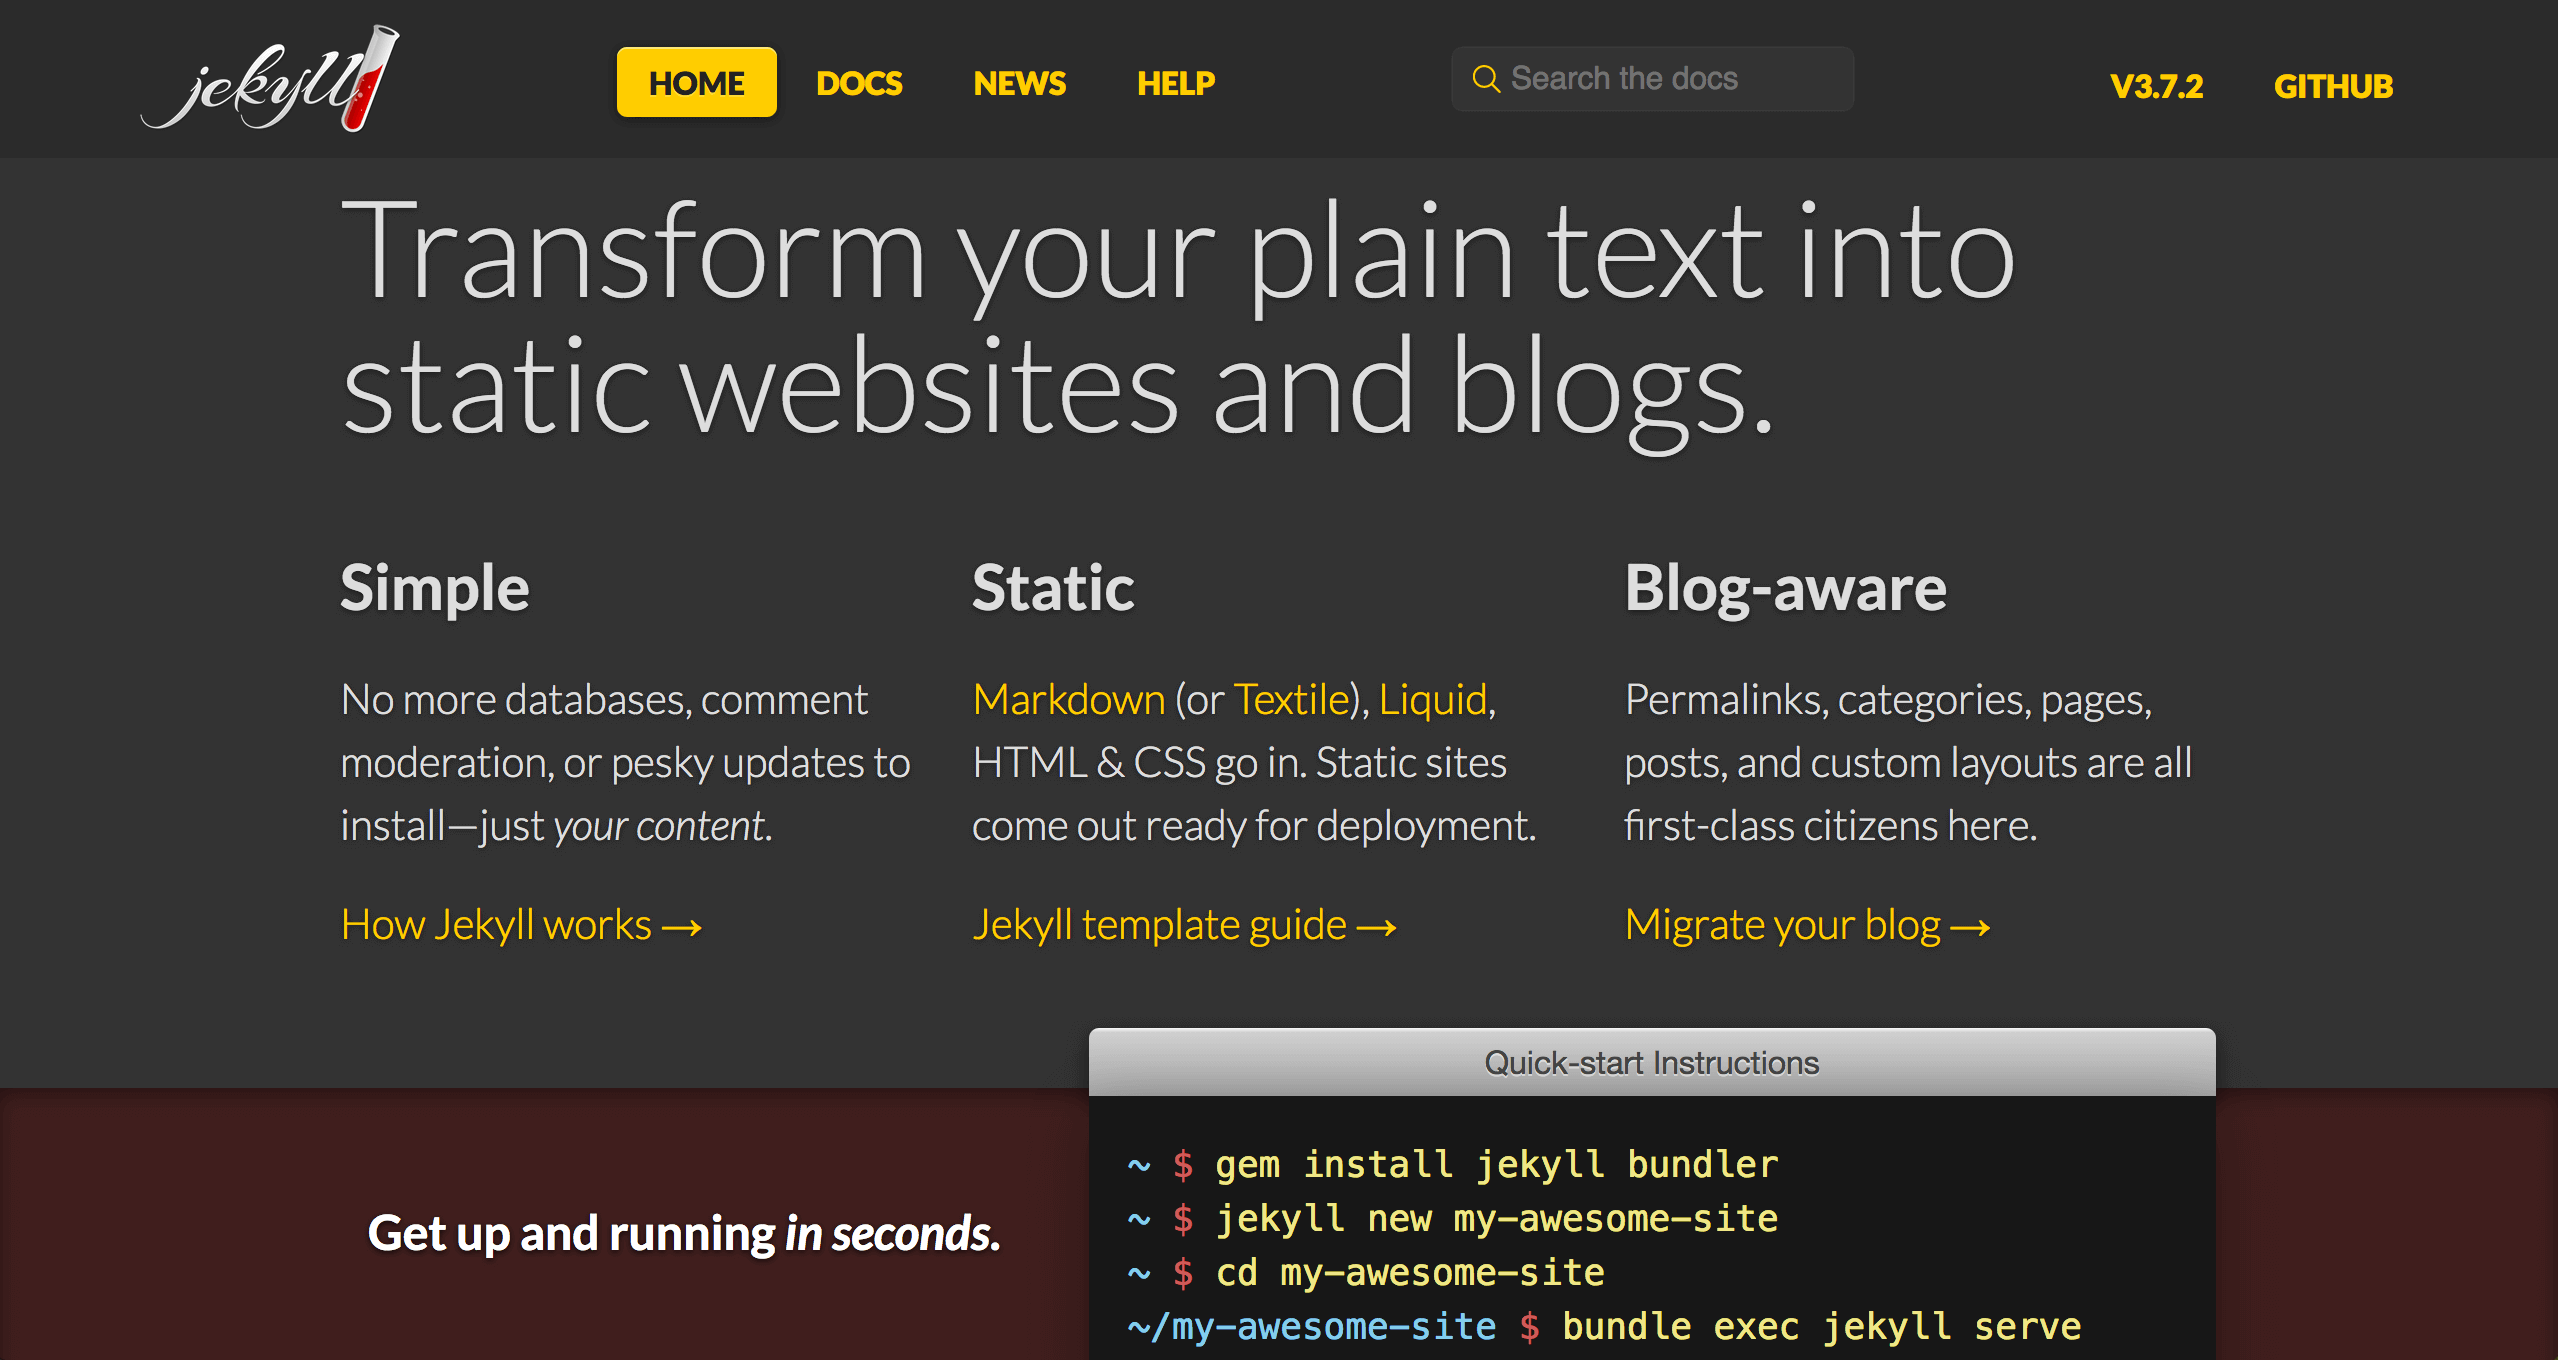 jekyll
HOME DOCS NEWS HELP Search the docs V3.7.2 GITHUB
Transform your plain text into
static websites and blogs.
Simple
No more databases, comment
moderation, or pesky updates to
install—just your content.
How Jekyll works →
Static
Markdown (or Textile), Liquid,
HTML & CSS go in. Static sites
come out ready for deployment.
Jekyll template guide →
Blog-aware
Permalinks, categories, pages,
posts, and custom layouts are all
first-class citizens here.
Migrate your blog →
Get up and running in seconds.
Quick-start Instructions
~ $ gem install jekyll bundler
~ $ jekyll new my-awesome-site
~ $ cd my-awesome-site
~/my-awesome-site $ bundle exec jekyll serve